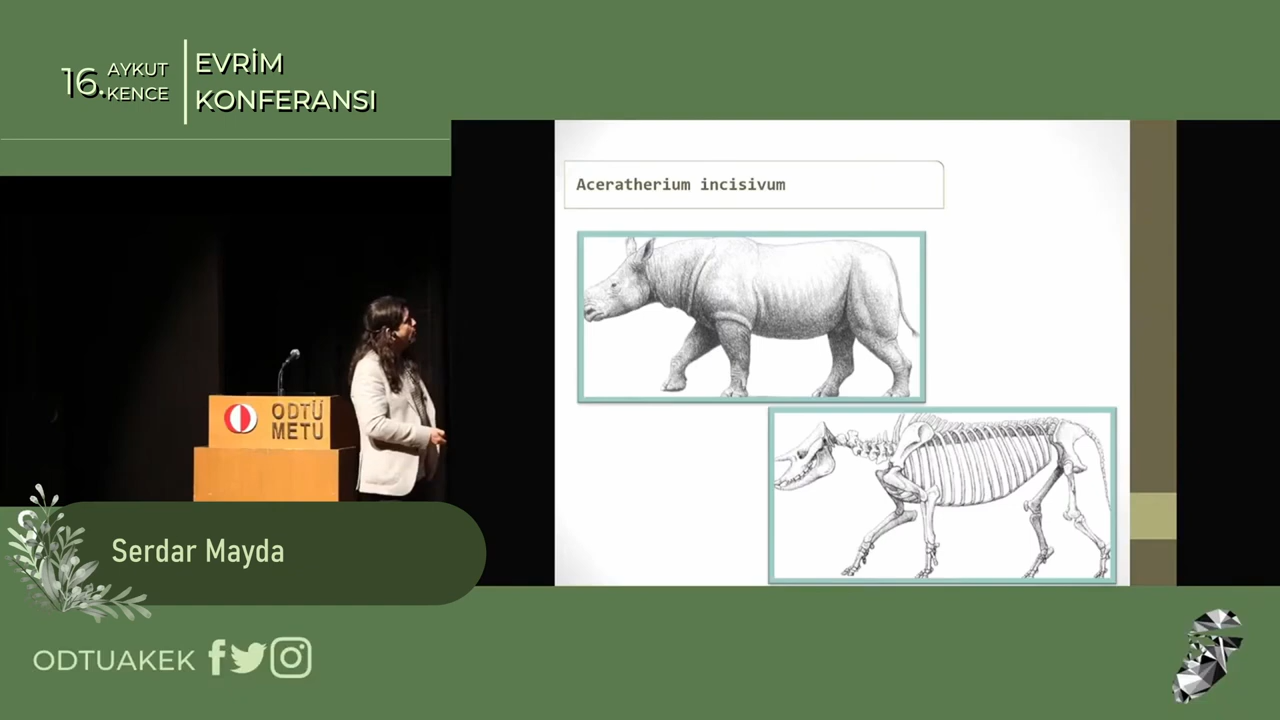 16.
AYKUT
KENCE
EVRİM
KONFERANSI
Aceratherium incisivum
ODTÜ
METU
Serdar Mayda
ODTUAKEK